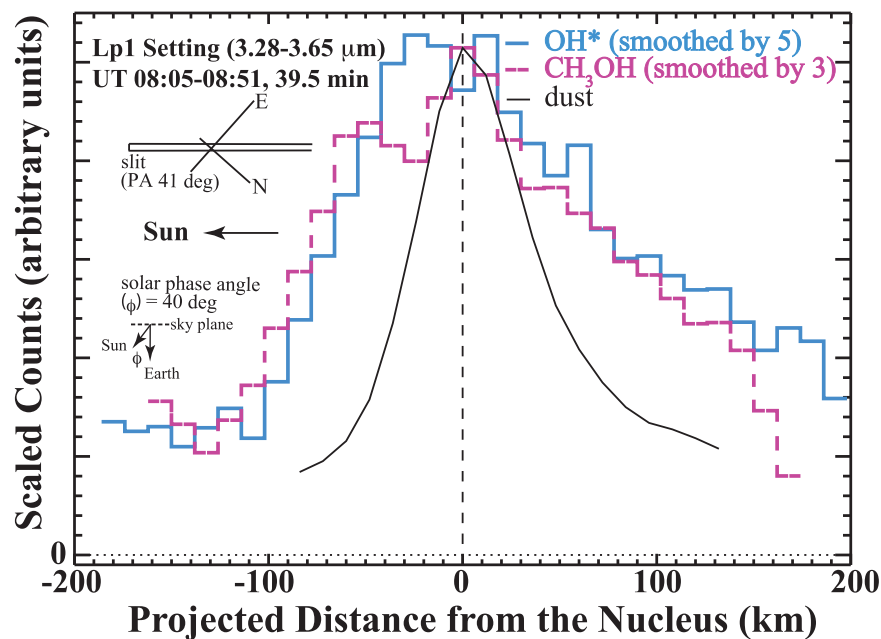 Lp1 Setting (3.28-3.65 μm)
UT 08:05-08:51, 39.5 min
OH* (smoothed by 5)
CH3OH (smoothed by 3)
dust
E
slit
(PA 41 deg)
N
Sun
solar phase angle
(ϕ) = 40 deg
sky plane
Sun
ϕ
Earth
Scaled Counts (arbitrary units)
0
-200
-100
0
100
200
Projected Distance from the Nucleus (km)